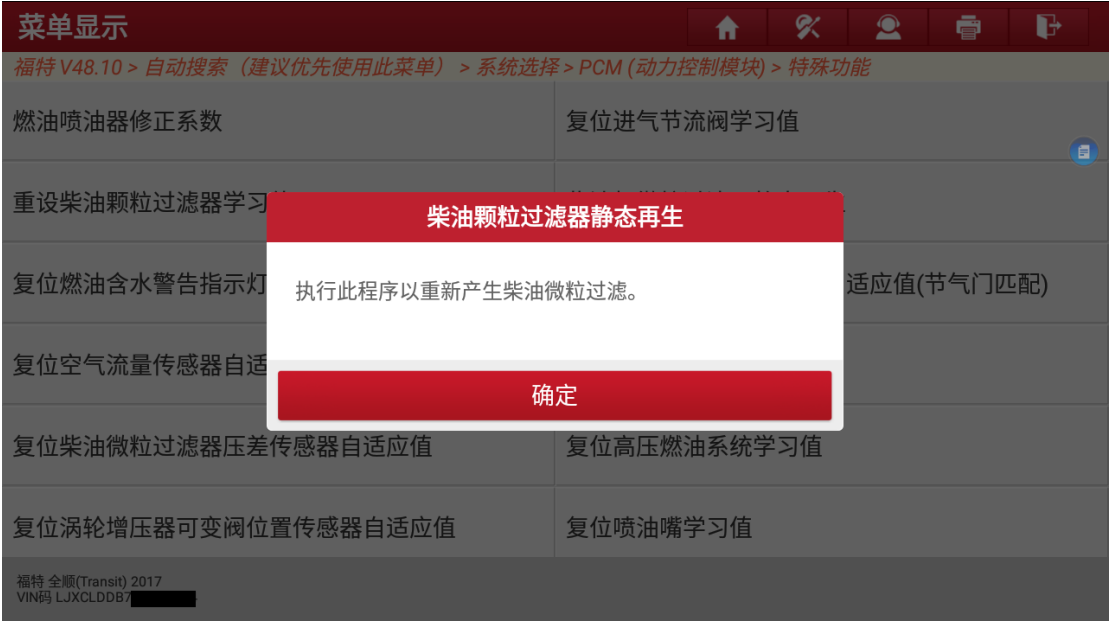 菜单显示
福特 V48.10 > 自动搜索（建议优先使用此菜单） > 系统选择 > PCM (动力控制模块) > 特殊功能
燃油喷油器修正系数
复位进气节流阀学习值
重设柴油颗粒过滤器学习
柴油颗粒过滤器静态再生
执行此程序以重新产生柴油微粒过滤。
确定
复位燃油含水警告指示灯
适应值(节气门匹配)
复位空气流量传感器自适
复位柴油微粒过滤器压差传感器自适应值
复位高压燃油系统学习值
复位涡轮增压器可变阀位置传感器自适应值
复位喷油嘴学习值
福特 全顺(Transit) 2017
VIN码 LJXCLDDB7